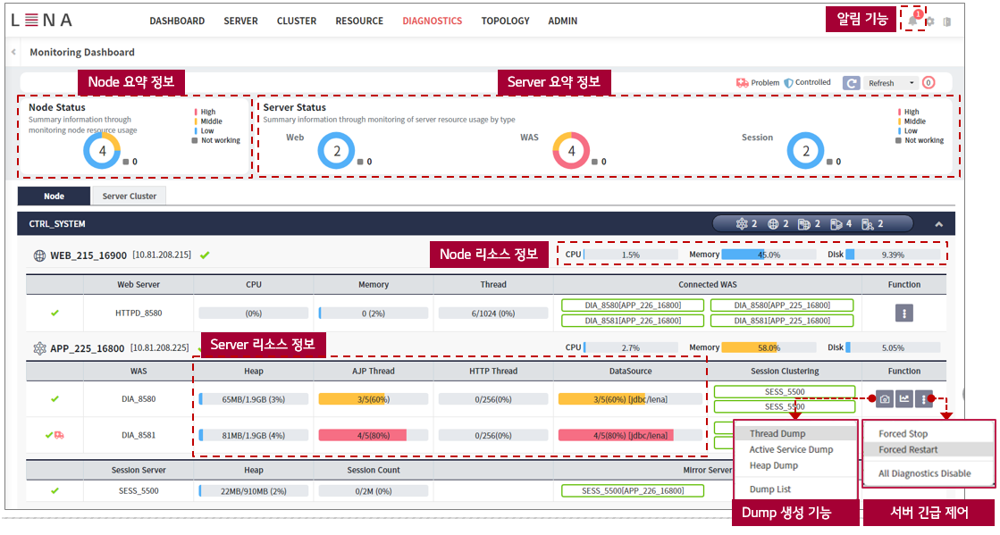 LENA
DASHBOARD SERVER CLUSTER RESOURCE DIAGNOSTICS TOPOLOGY ADMIN
알림 기능
1
Monitoring Dashboard
Node 요약 정보
Server 요약 정보
Problem Controlled Refresh 0
Node Status
Summary information through
monitoring node resource usage
High
Middle
Low
Not working
4
0
Server Status
Summary information through monitoring of server resource usage by type
Web
2
0
WAS
4
0
Session
2
0
High
Middle
Low
Not working
Node Server Cluster
CTRL_SYSTEM 2 2 2 4 2
WEB_215_16900 [10.81.208.215]
Node 리소스 정보
CPU 1.5% Memory 45.0% Disk 9.39%
Web Server CPU Memory Thread Connected WAS Function
HTTPD_8580 (0%) 0 (2%) 6/1024 (0%)
DIA_8580[APP_226_16800] DIA_8580[APP_225_16800]
DIA_8581[APP_226_16800] DIA_8581[APP_225_16800]
APP_225_16800 [10.81.208.225]
Server 리소스 정보
CPU 2.7% Memory 58.0% Disk 5.05%
WAS Heap AJP Thread HTTP Thread DataSource Session Clustering Function
DIA_8580 65MB/1.9GB (3%) 3/5(60%) 0/256(0%) 3/5(60%) [jdbc/lena]
SESS_5500
SESS_5500
DIA_8581 81MB/1.9GB (4%) 4/5(80%) 0/256(0%) 4/5(80%) [jdbc/lena]
Session Server Heap Session Count Mirror Server
SESS_5500 22MB/910MB (2%) 0/2M (0%) SESS_5500[APP_226_16800]
Thread Dump
Active Service Dump
Heap Dump
Dump List
Dump 생성 기능
Forced Stop
Forced Restart
All Diagnostics Disable
서버 긴급 제어